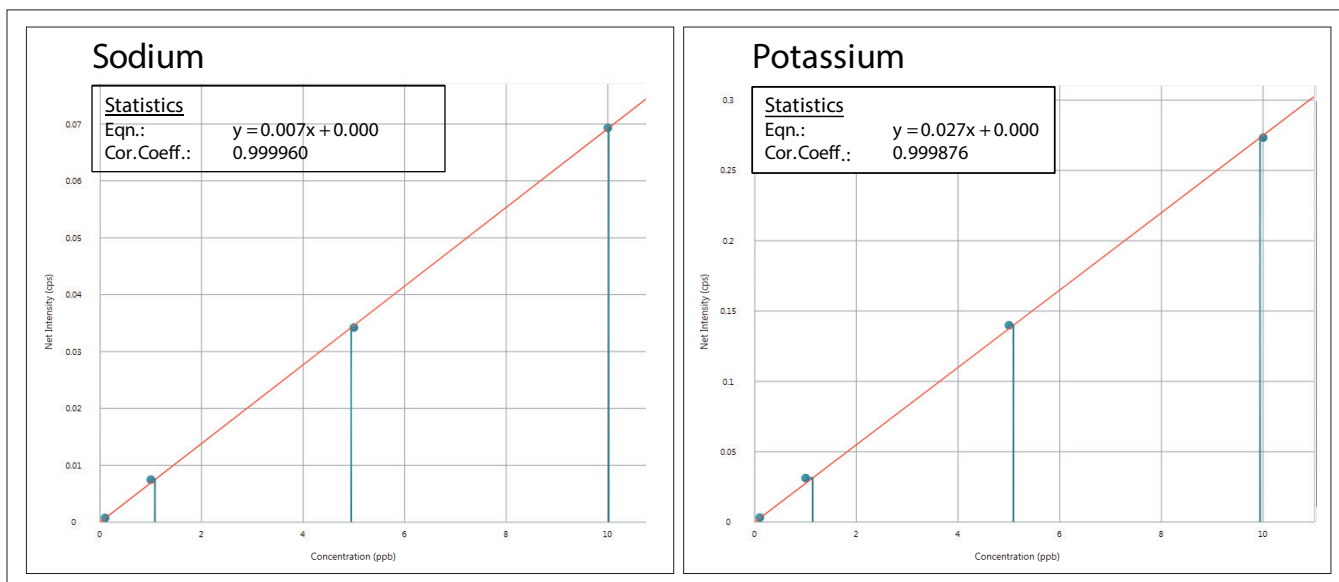 Sodium
Statistics
Eqn.: y = 0.007x + 0.000
Cor.Coeff.: 0.999960
0.07
0.06
0.05
0.04
0.03
0.02
0.01
0
0 2 4 6 8 10
Net Intensity (cps)
Concentration (ppb)
Potassium
Statistics
Eqn.: y = 0.027x + 0.000
Cor.Coeff.: 0.999876
0.3
0.25
0.2
0.15
0.1
0.05
0
0 2 4 6 8 10
Net Intensity (cps)
Concentration (ppb)